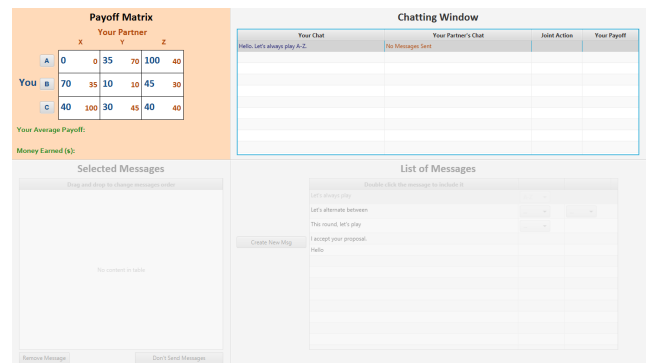 Payoff Matrix
Your Partner
X Y Z
A 0 0 35 70 100 40
You B 70 35 10 10 45 30
C 40 100 30 45 40 40
Your Average Payoff:
Money Earned ($):
Chatting Window
Your Chat Your Partner's Chat Joint Action Your Payoff
Hello. Let's always play A-Z. No Messages Sent
Selected Messages
Drag and drop to change messages order
No content in table
Remove Message Don't Send Messages
List of Messages
Double click the message to include it
Let's always play
Let's alternate between
This round, let's play
I accept your proposal.
Hello
Create New Msg